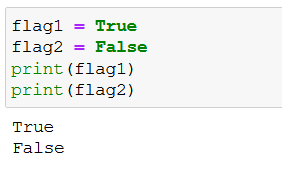 flag1 = True
flag2 = False
print(flag1)
print(flag2)
True
False